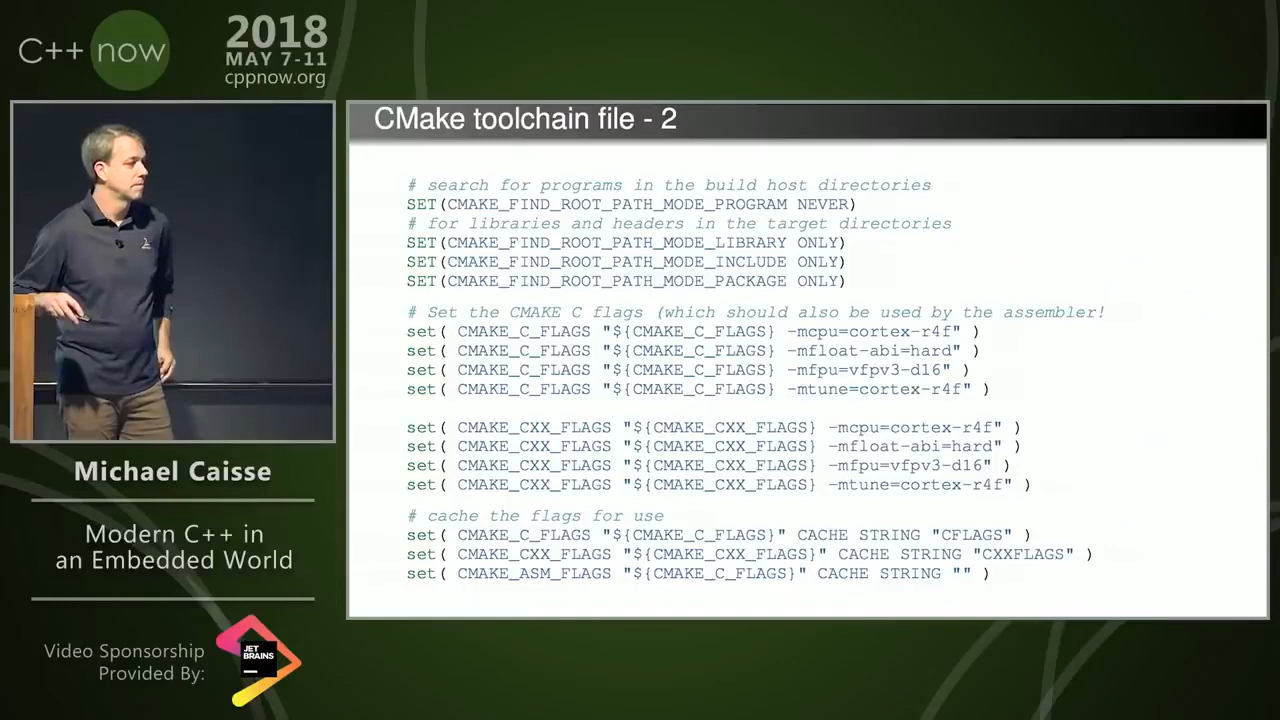 C++ now
2018
MAY 7-11
cppnow.org
CMake toolchain file - 2
# search for programs in the build host directories
SET(CMAKE_FIND_ROOT_PATH_MODE_PROGRAM NEVER)
# for libraries and headers in the target directories
SET(CMAKE_FIND_ROOT_PATH_MODE_LIBRARY ONLY)
SET(CMAKE_FIND_ROOT_PATH_MODE_INCLUDE ONLY)
SET(CMAKE_FIND_ROOT_PATH_MODE_PACKAGE ONLY)
# Set the CMAKE C flags (which should also be used by the assembler!
set( CMAKE_C_FLAGS "${CMAKE_C_FLAGS} -mcpu=cortex-r4f" )
set( CMAKE_C_FLAGS "${CMAKE_C_FLAGS} -mfloat-abi=hard" )
set( CMAKE_C_FLAGS "${CMAKE_C_FLAGS} -mfpu=vfpv3-d16" )
set( CMAKE_C_FLAGS "${CMAKE_C_FLAGS} -mtune=cortex-r4f" )
set( CMAKE_CXX_FLAGS "${CMAKE_CXX_FLAGS} -mcpu=cortex-r4f" )
set( CMAKE_CXX_FLAGS "${CMAKE_CXX_FLAGS} -mfloat-abi=hard" )
set( CMAKE_CXX_FLAGS "${CMAKE_CXX_FLAGS} -mfpu=vfpv3-d16" )
set( CMAKE_CXX_FLAGS "${CMAKE_CXX_FLAGS} -mtune=cortex-r4f" )
# cache the flags for use
set( CMAKE_C_FLAGS "${CMAKE_C_FLAGS}" CACHE STRING "CFLAGS" )
set( CMAKE_CXX_FLAGS "${CMAKE_CXX_FLAGS}" CACHE STRING "CXXFLAGS" )
set( CMAKE_ASM_FLAGS "${CMAKE_C_FLAGS}" CACHE STRING "" )
Michael Caisse
Modern C++ in
an Embedded World
Video Sponsorship
Provided By:
JET
BRAINS